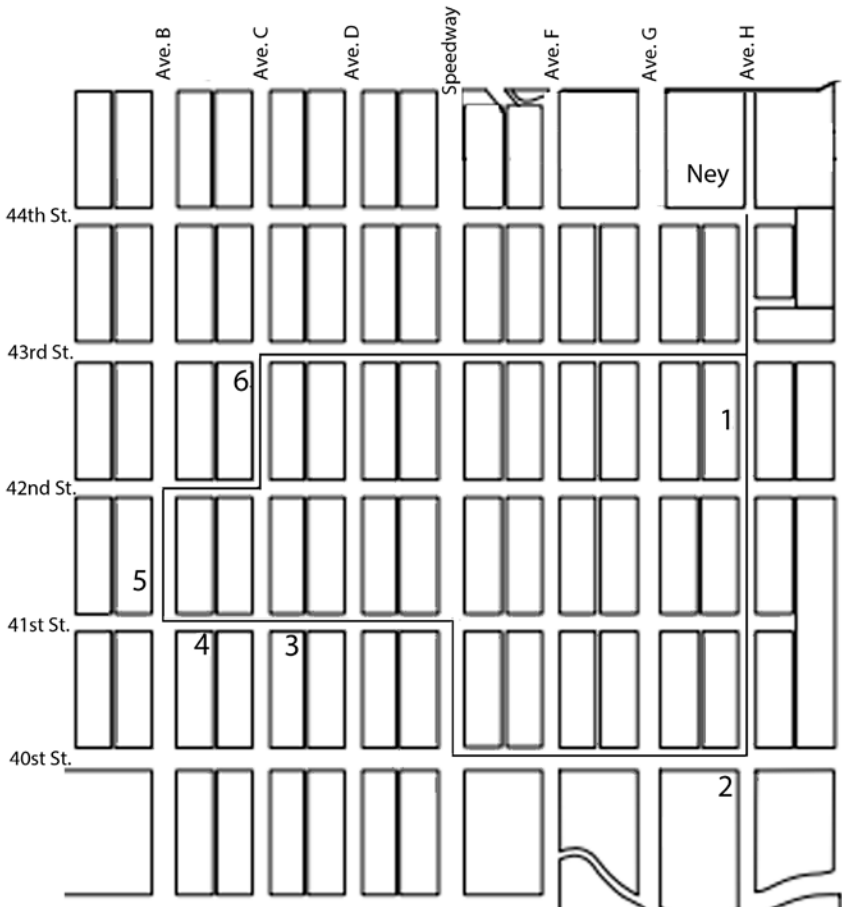 Ave. B
Ave. C
Ave. D
Speedway
Ave. F
Ave. G
Ave. H
Ney
44th St.
43rd St.
6
1
42nd St.
5
41st St.
4
3
40st St.
2